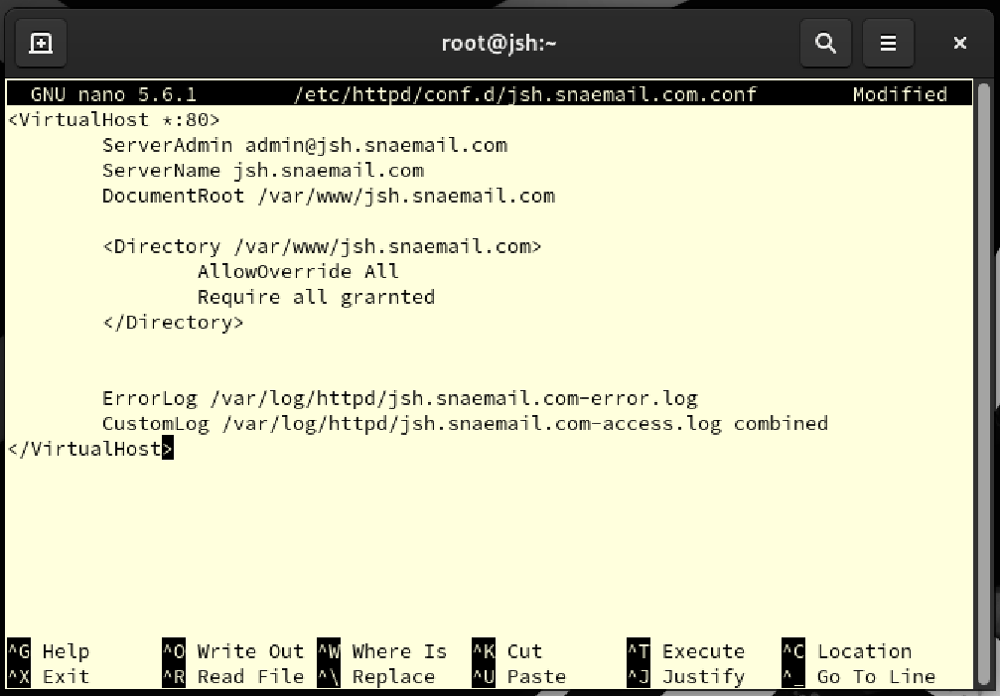 root@jsh:~
GNU nano 5.6.1 /etc/httpd/conf.d/jsh.snaemail.com.conf Modified
<VirtualHost *:80>
ServerAdmin admin@jsh.snaemail.com
ServerName jsh.snaemail.com
DocumentRoot /var/www/jsh.snaemail.com
<Directory /var/www/jsh.snaemail.com>
AllowOverride All
Require all grarnted
</Directory>
ErrorLog /var/log/httpd/jsh.snaemail.com-error.log
CustomLog /var/log/httpd/jsh.snaemail.com-access.log combined
</VirtualHost>
^G Help ^O Write Out ^W Where Is ^K Cut ^T Execute ^C Location
^X Exit ^R Read File ^\ Replace ^U Paste ^J Justify ^_ Go To Line